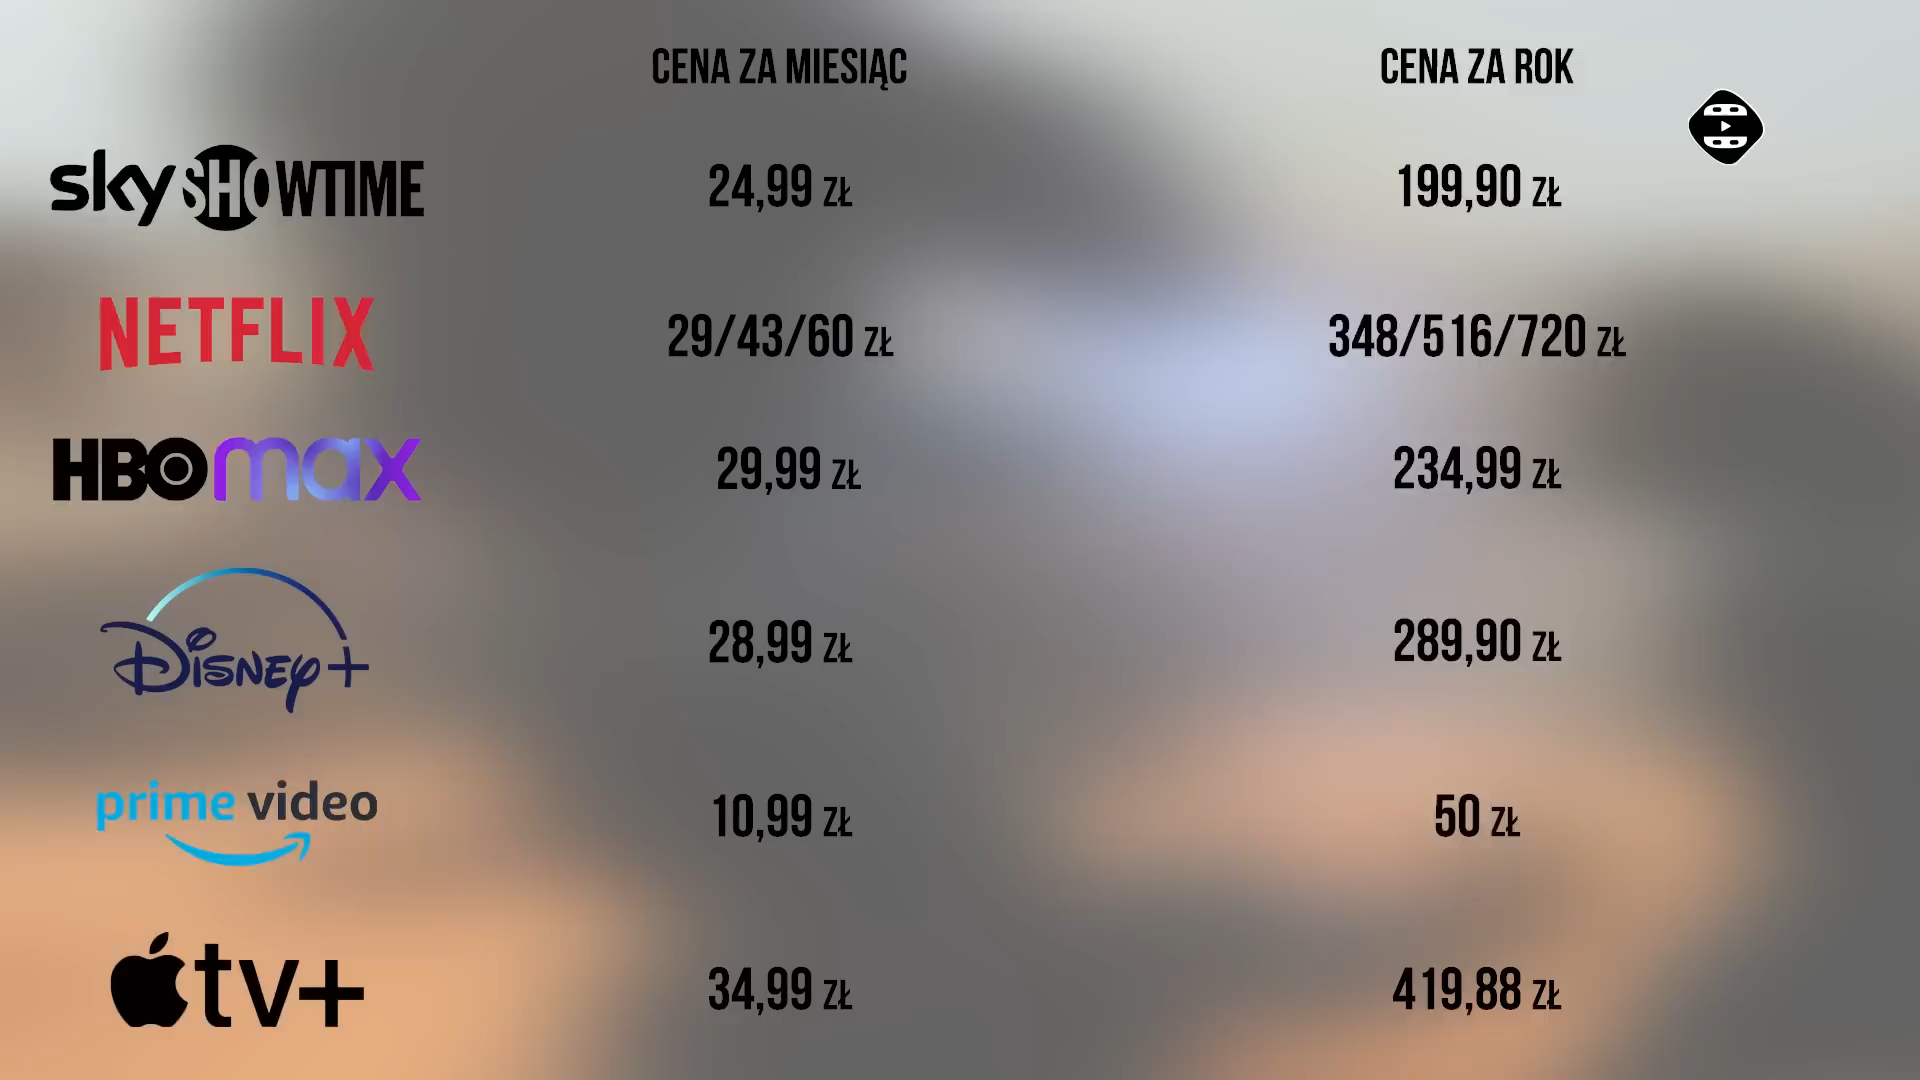 CENA ZA MIESIĄC CENA ZA ROK
sky SHOWTIME 24,99 ZŁ 199,90 ZŁ
NETFLIX 29/43/60 ZŁ 348/516/720 ZŁ
HBO max 29,99 ZŁ 234,99 ZŁ
Disney+ 28,99 ZŁ 289,90 ZŁ
prime video 10,99 ZŁ 50 ZŁ
tv+ 34,99 ZŁ 419,88 ZŁ